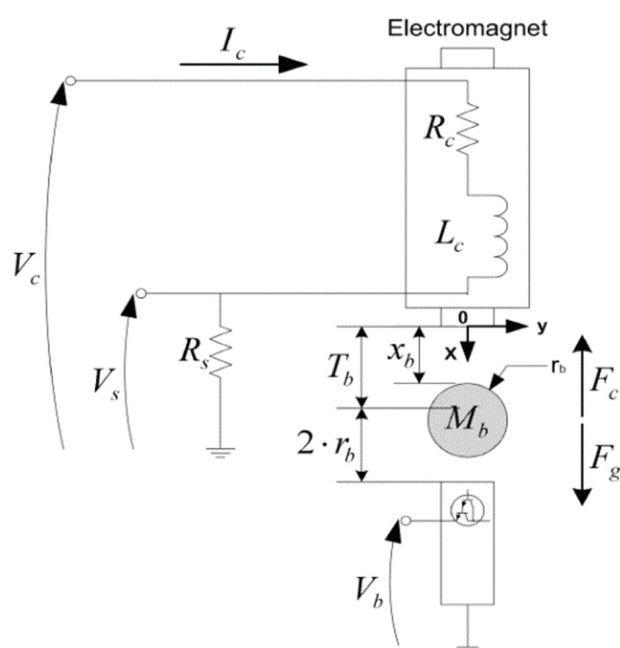 Electromagnet
I_c
R_c
L_c
V_c
0
y
x
x_b
T_b
R_s
V_s
r_b
F_c
M_b
2 · r_b
F_g
V_b